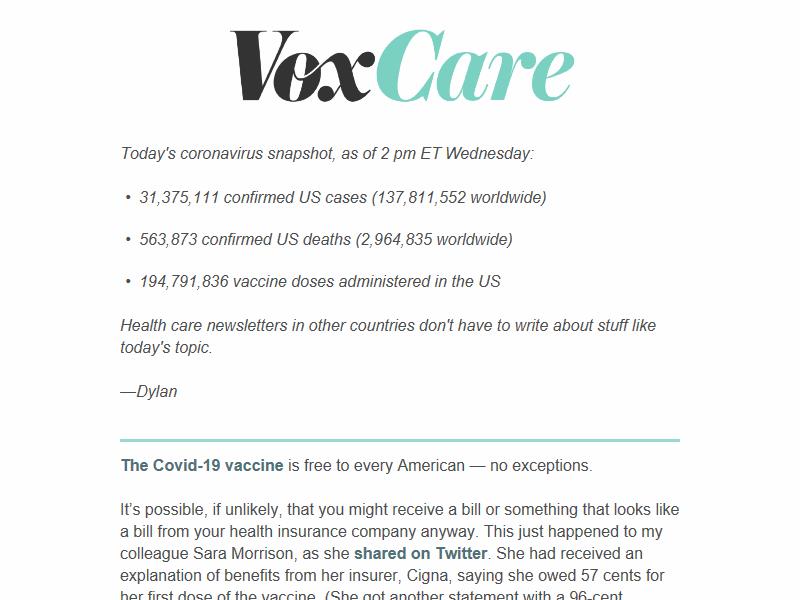 VoxCare
Today's coronavirus snapshot, as of 2 pm ET Wednesday:
• 31,375,111 confirmed US cases (137,811,552 worldwide)
• 563,873 confirmed US deaths (2,964,835 worldwide)
• 194,791,836 vaccine doses administered in the US
Health care newsletters in other countries don't have to write about stuff like
today's topic.
—Dylan
The Covid-19 vaccine is free to every American — no exceptions.
It’s possible, if unlikely, that you might receive a bill or something that looks like
a bill from your health insurance company anyway. This just happened to my
colleague Sara Morrison, as she shared on Twitter. She had received an
explanation of benefits from her insurer, Cigna, saying she owed 57 cents for
her first dose of the vaccine. (She got another statement with a 96-cent